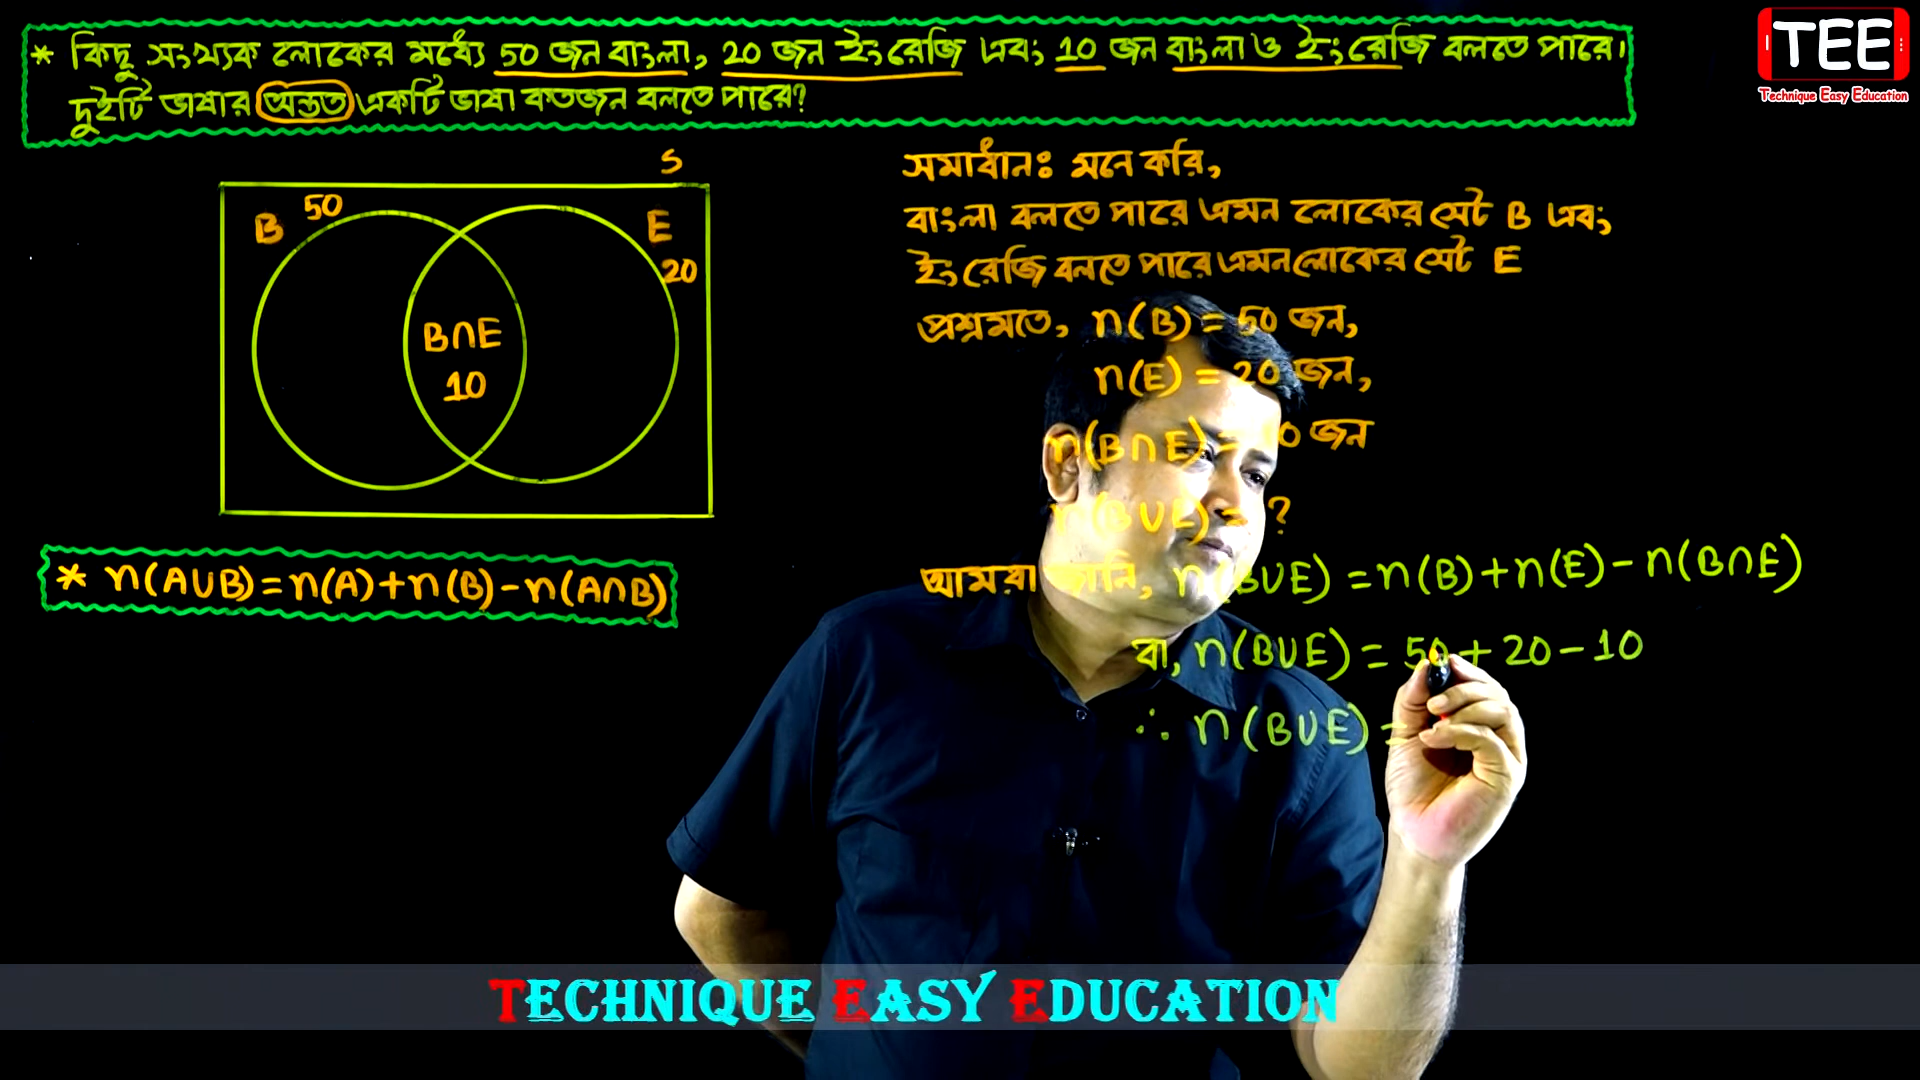 * কিছু সংখ্যক লোকের মধ্যে 50 জন বাংলা, 20 জন ইংরেজি এবং 10 জন বাংলা ও ইংরেজি বলতে পারে।
দুইটি ভাষার অন্তত একটি ভাষা কতজন বলতে পারে?
TEE
Technique Easy Education
S
B 50
E
20
B∩E
10
* n(A∪B)=n(A)+n(B)-n(A∩B)
সমাধানঃ মনে করি,
বাংলা বলতে পারে এমন লোকের সেট B এবং
ইংরেজি বলতে পারে এমন লোকের সেট E
প্রশ্নমতে, n(B) = 50 জন,
n(E) = 20 জন,
n(B∩E) = 10 জন
n(B∪E) = ?
আমরা জানি, n(B∪E) = n(B)+n(E)-n(B∩E)
বা, n(B∪E) = 50+20-10
∴ n(B∪E) =
TECHNIQUE EASY EDUCATION